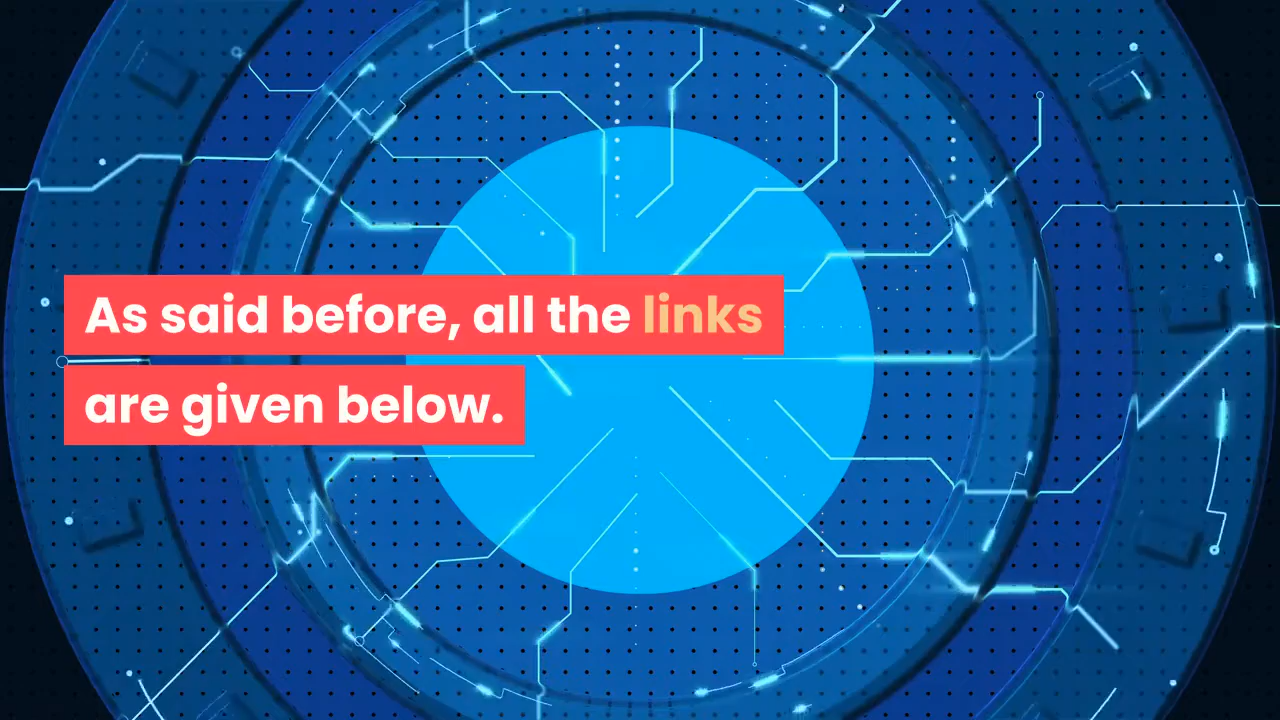 As said before, all the links
are given below.